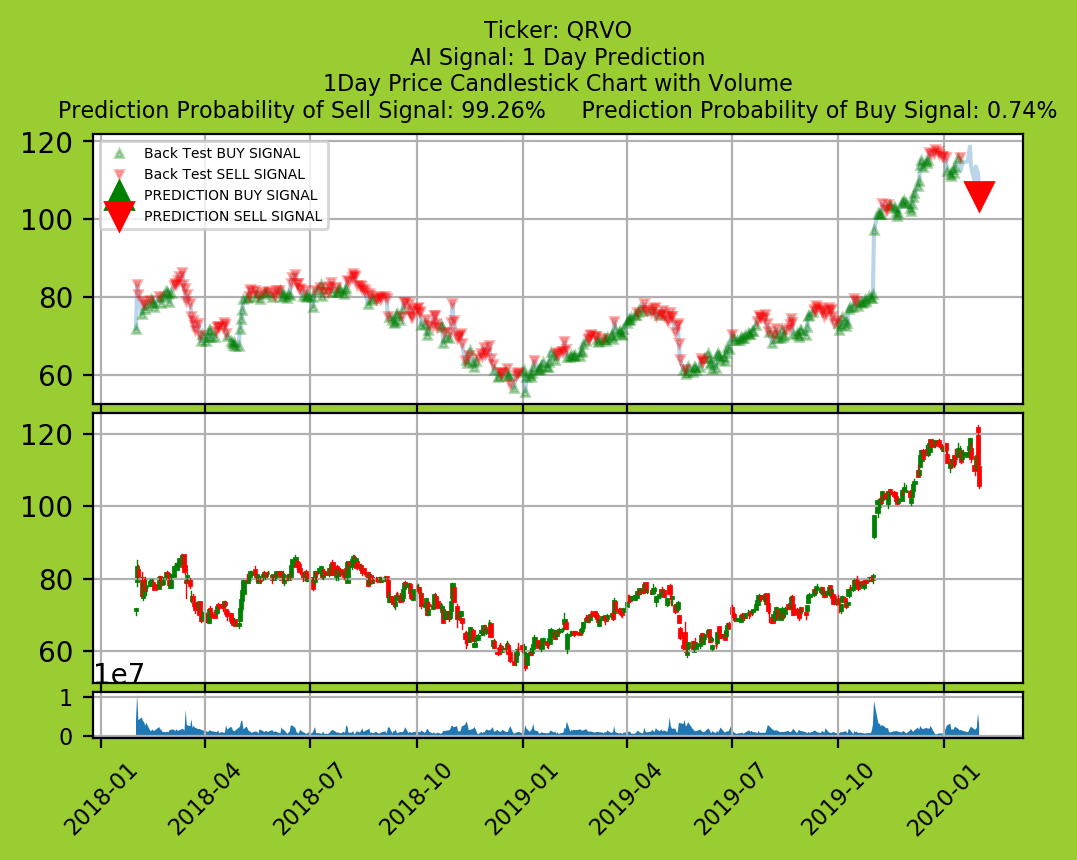 Ticker: QRVO
AI Signal: 1 Day Prediction
1Day Price Candlestick Chart with Volume
Prediction Probability of Sell Signal: 99.26%     Prediction Probability of Buy Signal: 0.74%
120
100
80
60
Back Test BUY SIGNAL
Back Test SELL SIGNAL
PREDICTION BUY SIGNAL
PREDICTION SELL SIGNAL
120
100
80
60
1e7
1
0
2018-01 2018-04 2018-07 2018-10 2019-01 2019-04 2019-07 2019-10 2020-01